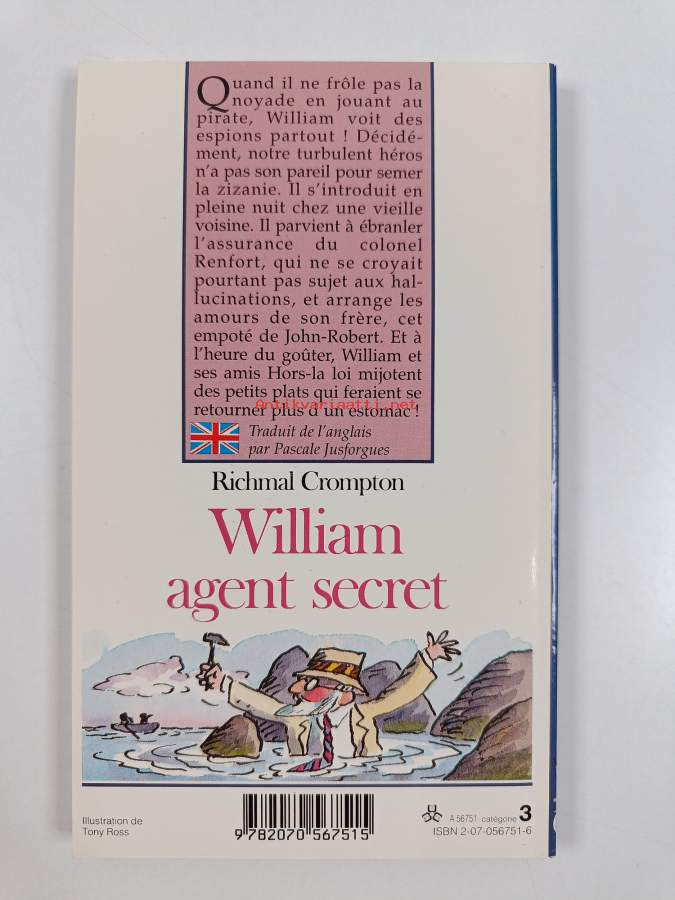 Quand il ne frôle pas la
noyade en jouant au
pirate, William voit des
espions partout ! Décidé-
ment, notre turbulent héros
n'a pas son pareil pour semer
la zizanie. Il s'introduit en
pleine nuit chez une vieille
voisine. Il parvient à ébranler
l'assurance du colonel
Renfort, qui ne se croyait
pourtant pas sujet aux hal-
lucinations, et arrange les
amours de son frère, cet
empoté de John-Robert. Et à
l'heure du goûter, William et
ses amis Hors-la loi mijotent
des petits plats qui feraient se
retourner plus d'un estomac !
antikvariaatti.net
Traduit de l'anglais
par Pascale Jusforgues
Richmal Crompton
William
agent secret
Illustration de
Tony Ross
9 782070 567515
A 56751 catégorie 3
ISBN 2-07-056751-6